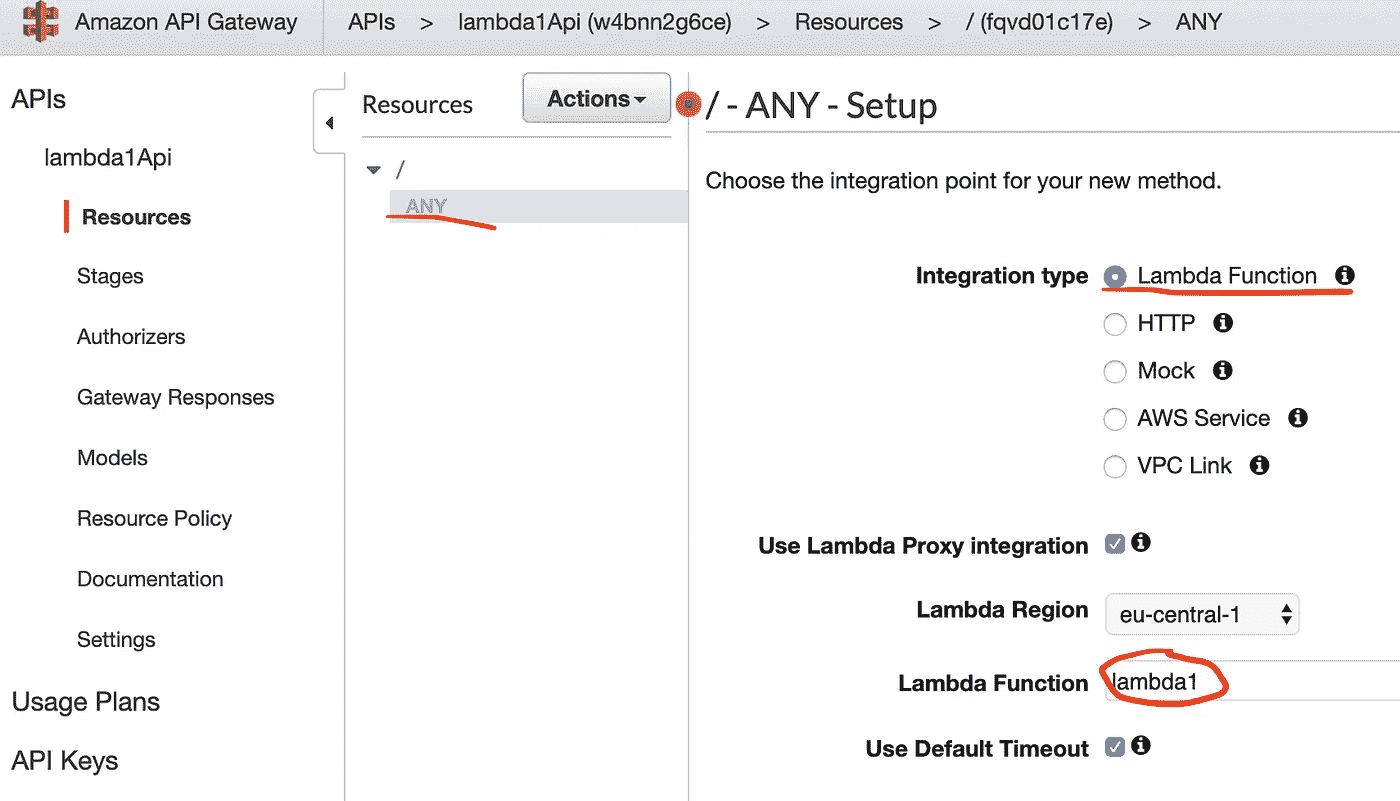 Amazon API Gateway
APIs > lambda1Api (w4bnn2g6ce) > Resources > / (fqvd01c17e) > ANY
APIs
lambda1Api
Resources
Stages
Authorizers
Gateway Responses
Models
Resource Policy
Documentation
Settings
Usage Plans
API Keys
Resources
Actions
/
ANY
/ - ANY - Setup
Choose the integration point for your new method.
Integration type
Lambda Function
HTTP
Mock
AWS Service
VPC Link
Use Lambda Proxy integration
Lambda Region eu-central-1
Lambda Function lambda1
Use Default Timeout